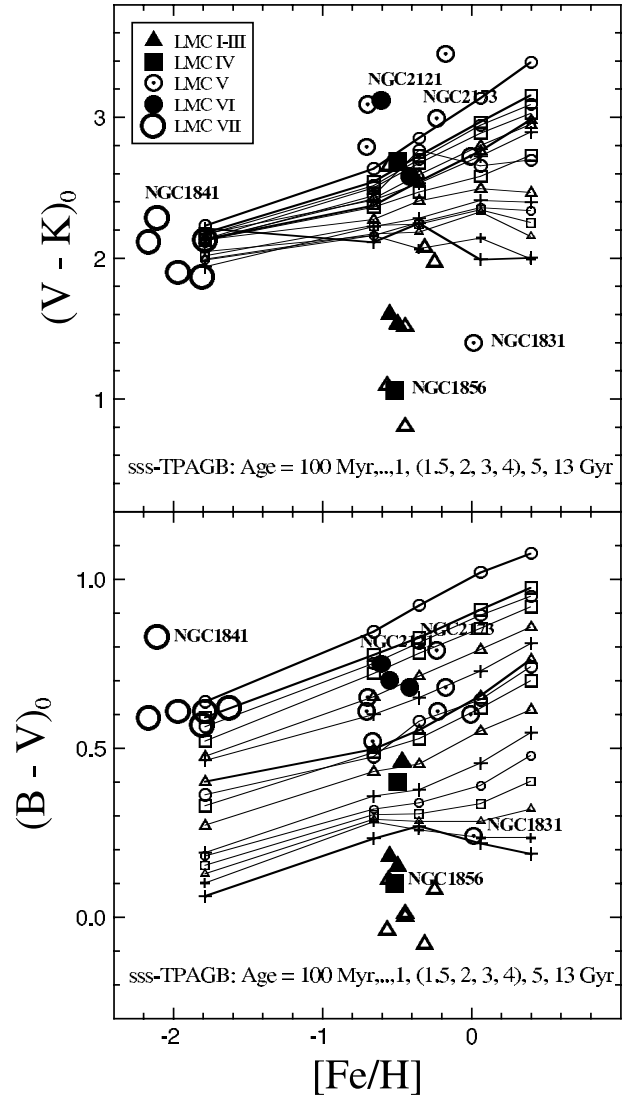 LMC I-III
LMC IV
LMC V
LMC VI
LMC VII
NGC2121
NGC2173
NGC1841
NGC1831
NGC1856
3
2
1
(V - K)0
sss-TPAGB: Age = 100 Myr,..,1, (1.5, 2, 3, 4), 5, 13 Gyr
NGC1841
NGC2121
NGC2173
NGC1831
NGC1856
1.0
0.5
0.0
(B - V)0
sss-TPAGB: Age = 100 Myr,..,1, (1.5, 2, 3, 4), 5, 13 Gyr
-2
-1
0
[Fe/H]